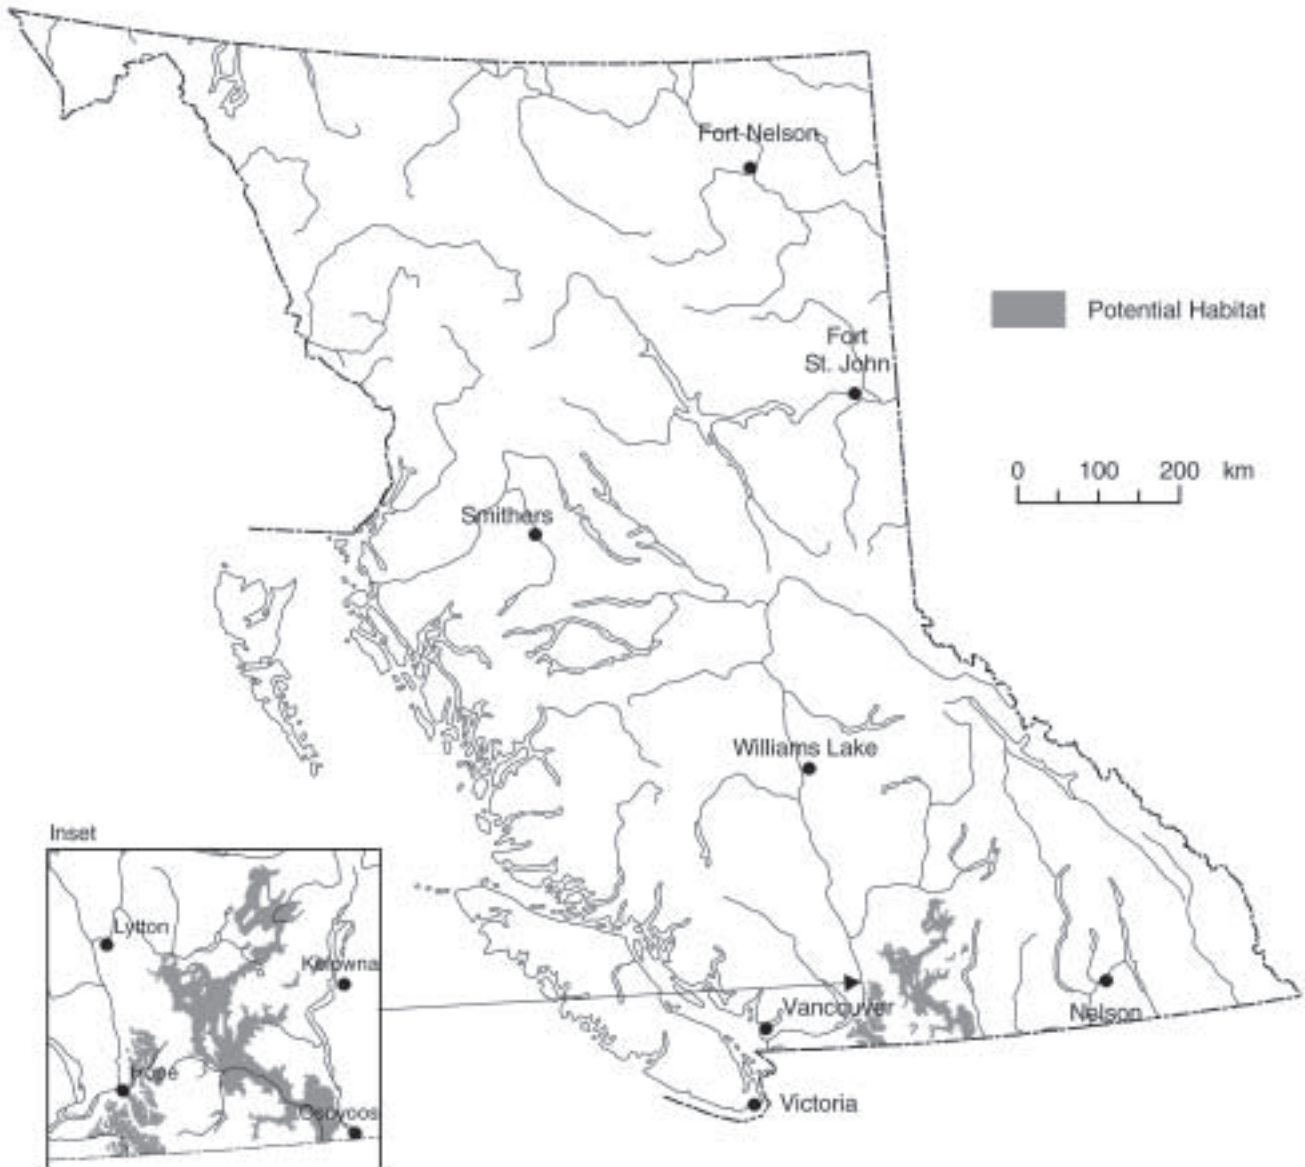 Fort Nelson
Potential Habitat
Fort
St. John
0 100 200 km
Smithers
Williams Lake
Inset
Lytton
Kelowna
Hope
Osoyoos
Vancouver
Nelson
Victoria